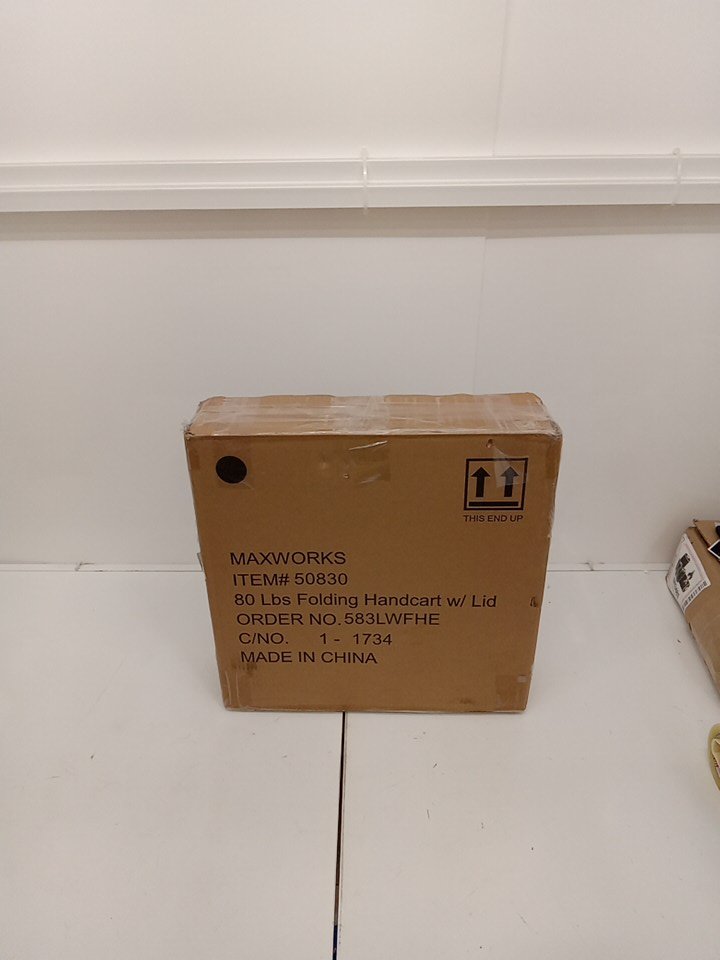 THIS END UP
MAXWORKS
ITEM# 50830
80 Lbs Folding Handcart w/ Lid
ORDER NO. 583LWFHE
C/NO. 1 - 1734
MADE IN CHINA